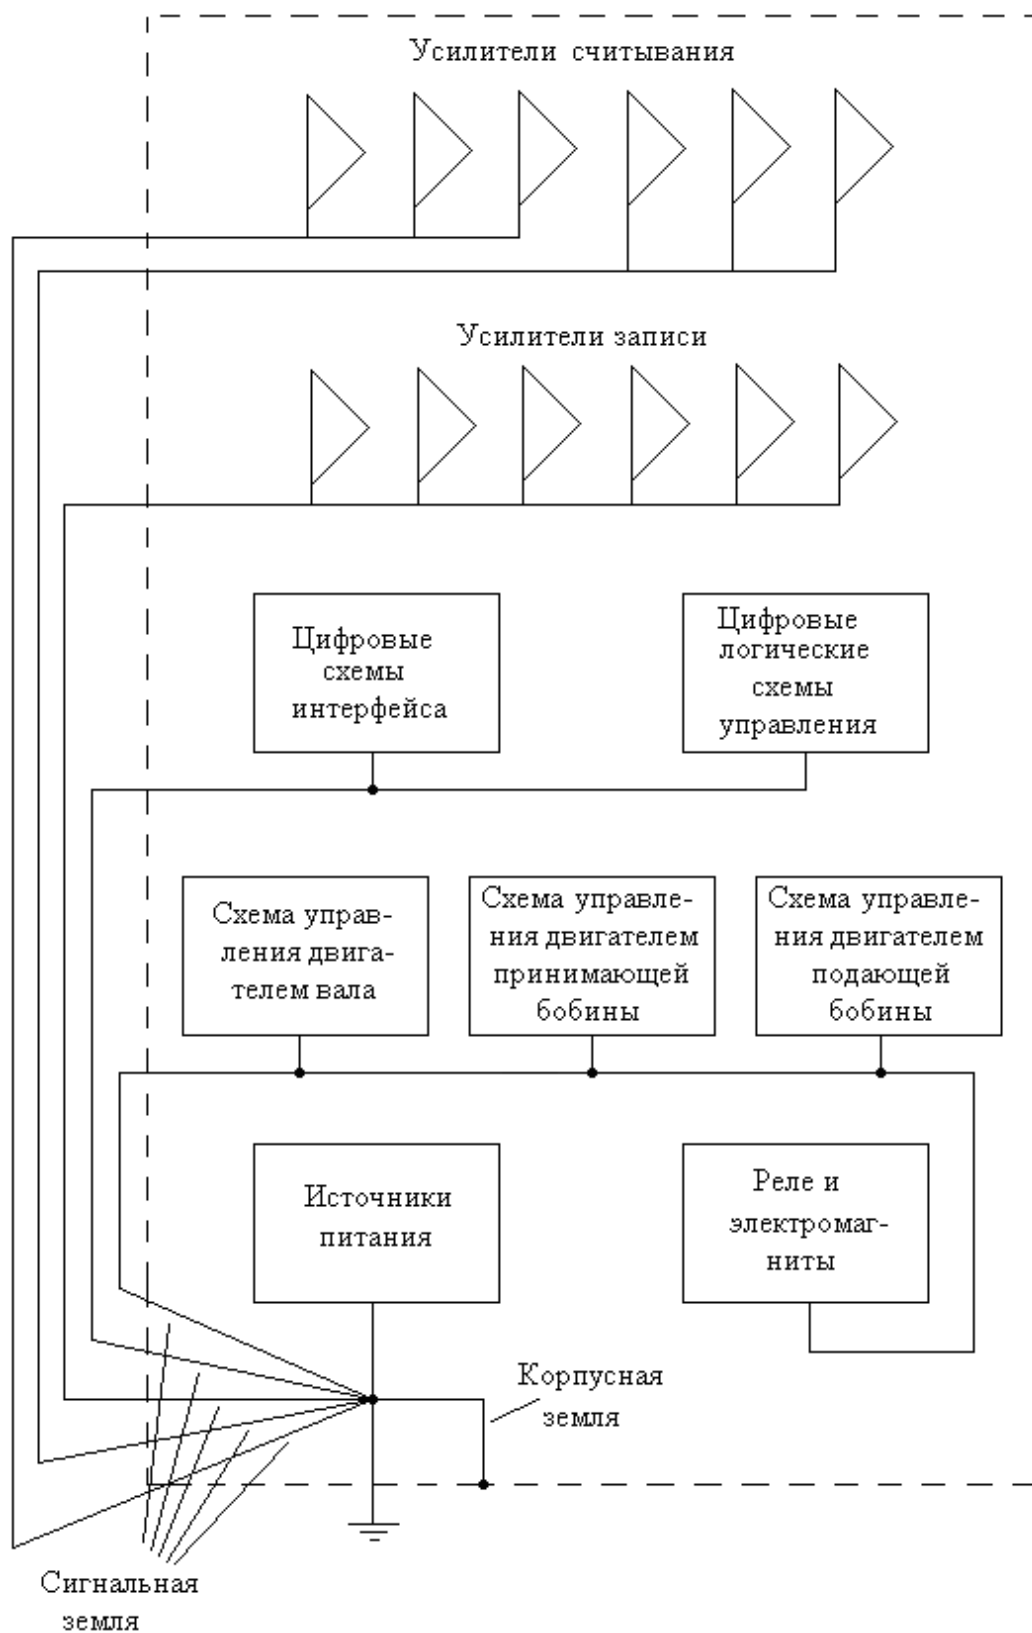 Усилители считывания
Усилители записи
Цифровые
схемы
интерфейса
Цифровые
логические
схемы
управления
Схема управ-
ления двига-
телем вала
Схема управле-
ния двигателем
принимающей
бобины
Схема управле-
ния двигателем
подающей
бобины
Источники
питания
Реле и
электромаг-
ниты
Корпусная
земля
Сигнальная
земля